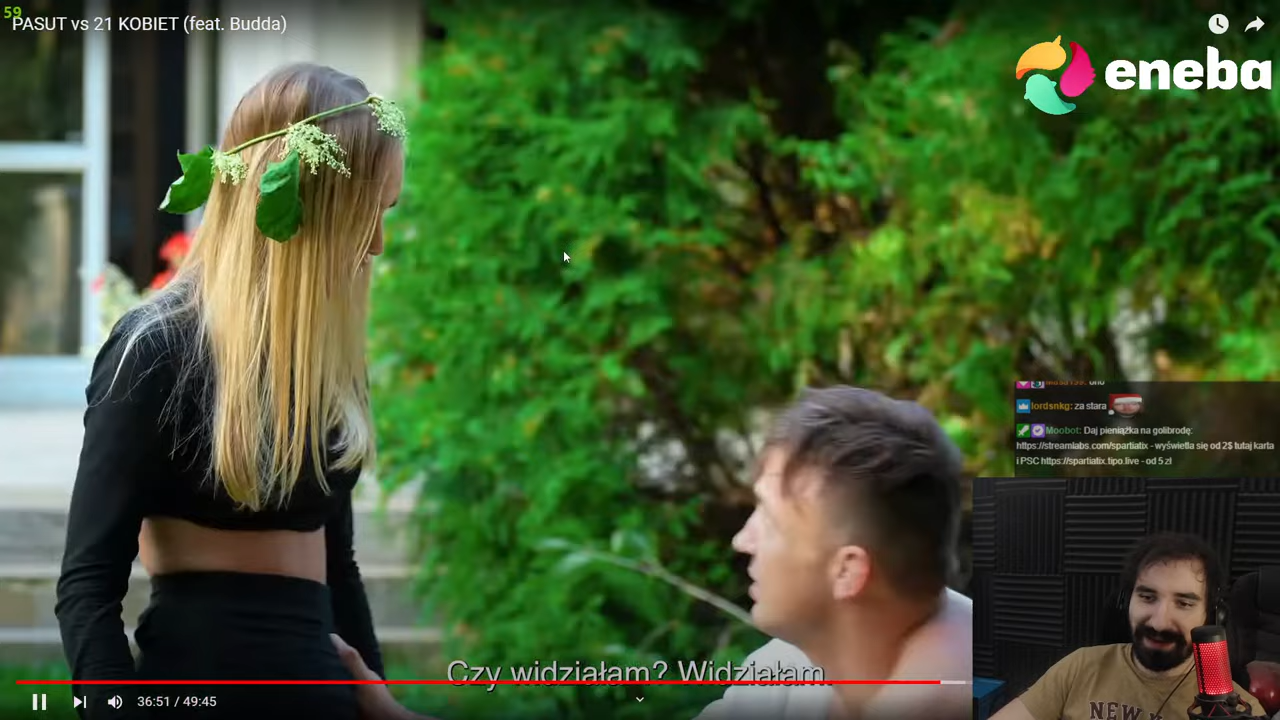 59
PASUT vs 21 KOBIET (feat. Budda)
eneba
lordsnkg: za stara
Moobot: Daj pieniążka na golibrodę:
https://streamlabs.com/spartiatix - wyświetla się od 2$ tutaj karta
i PSC https://spartiatix.tipo.live - od 5 zł
Czy widziałam? Widziałam.
36:51 / 49:45
NEW